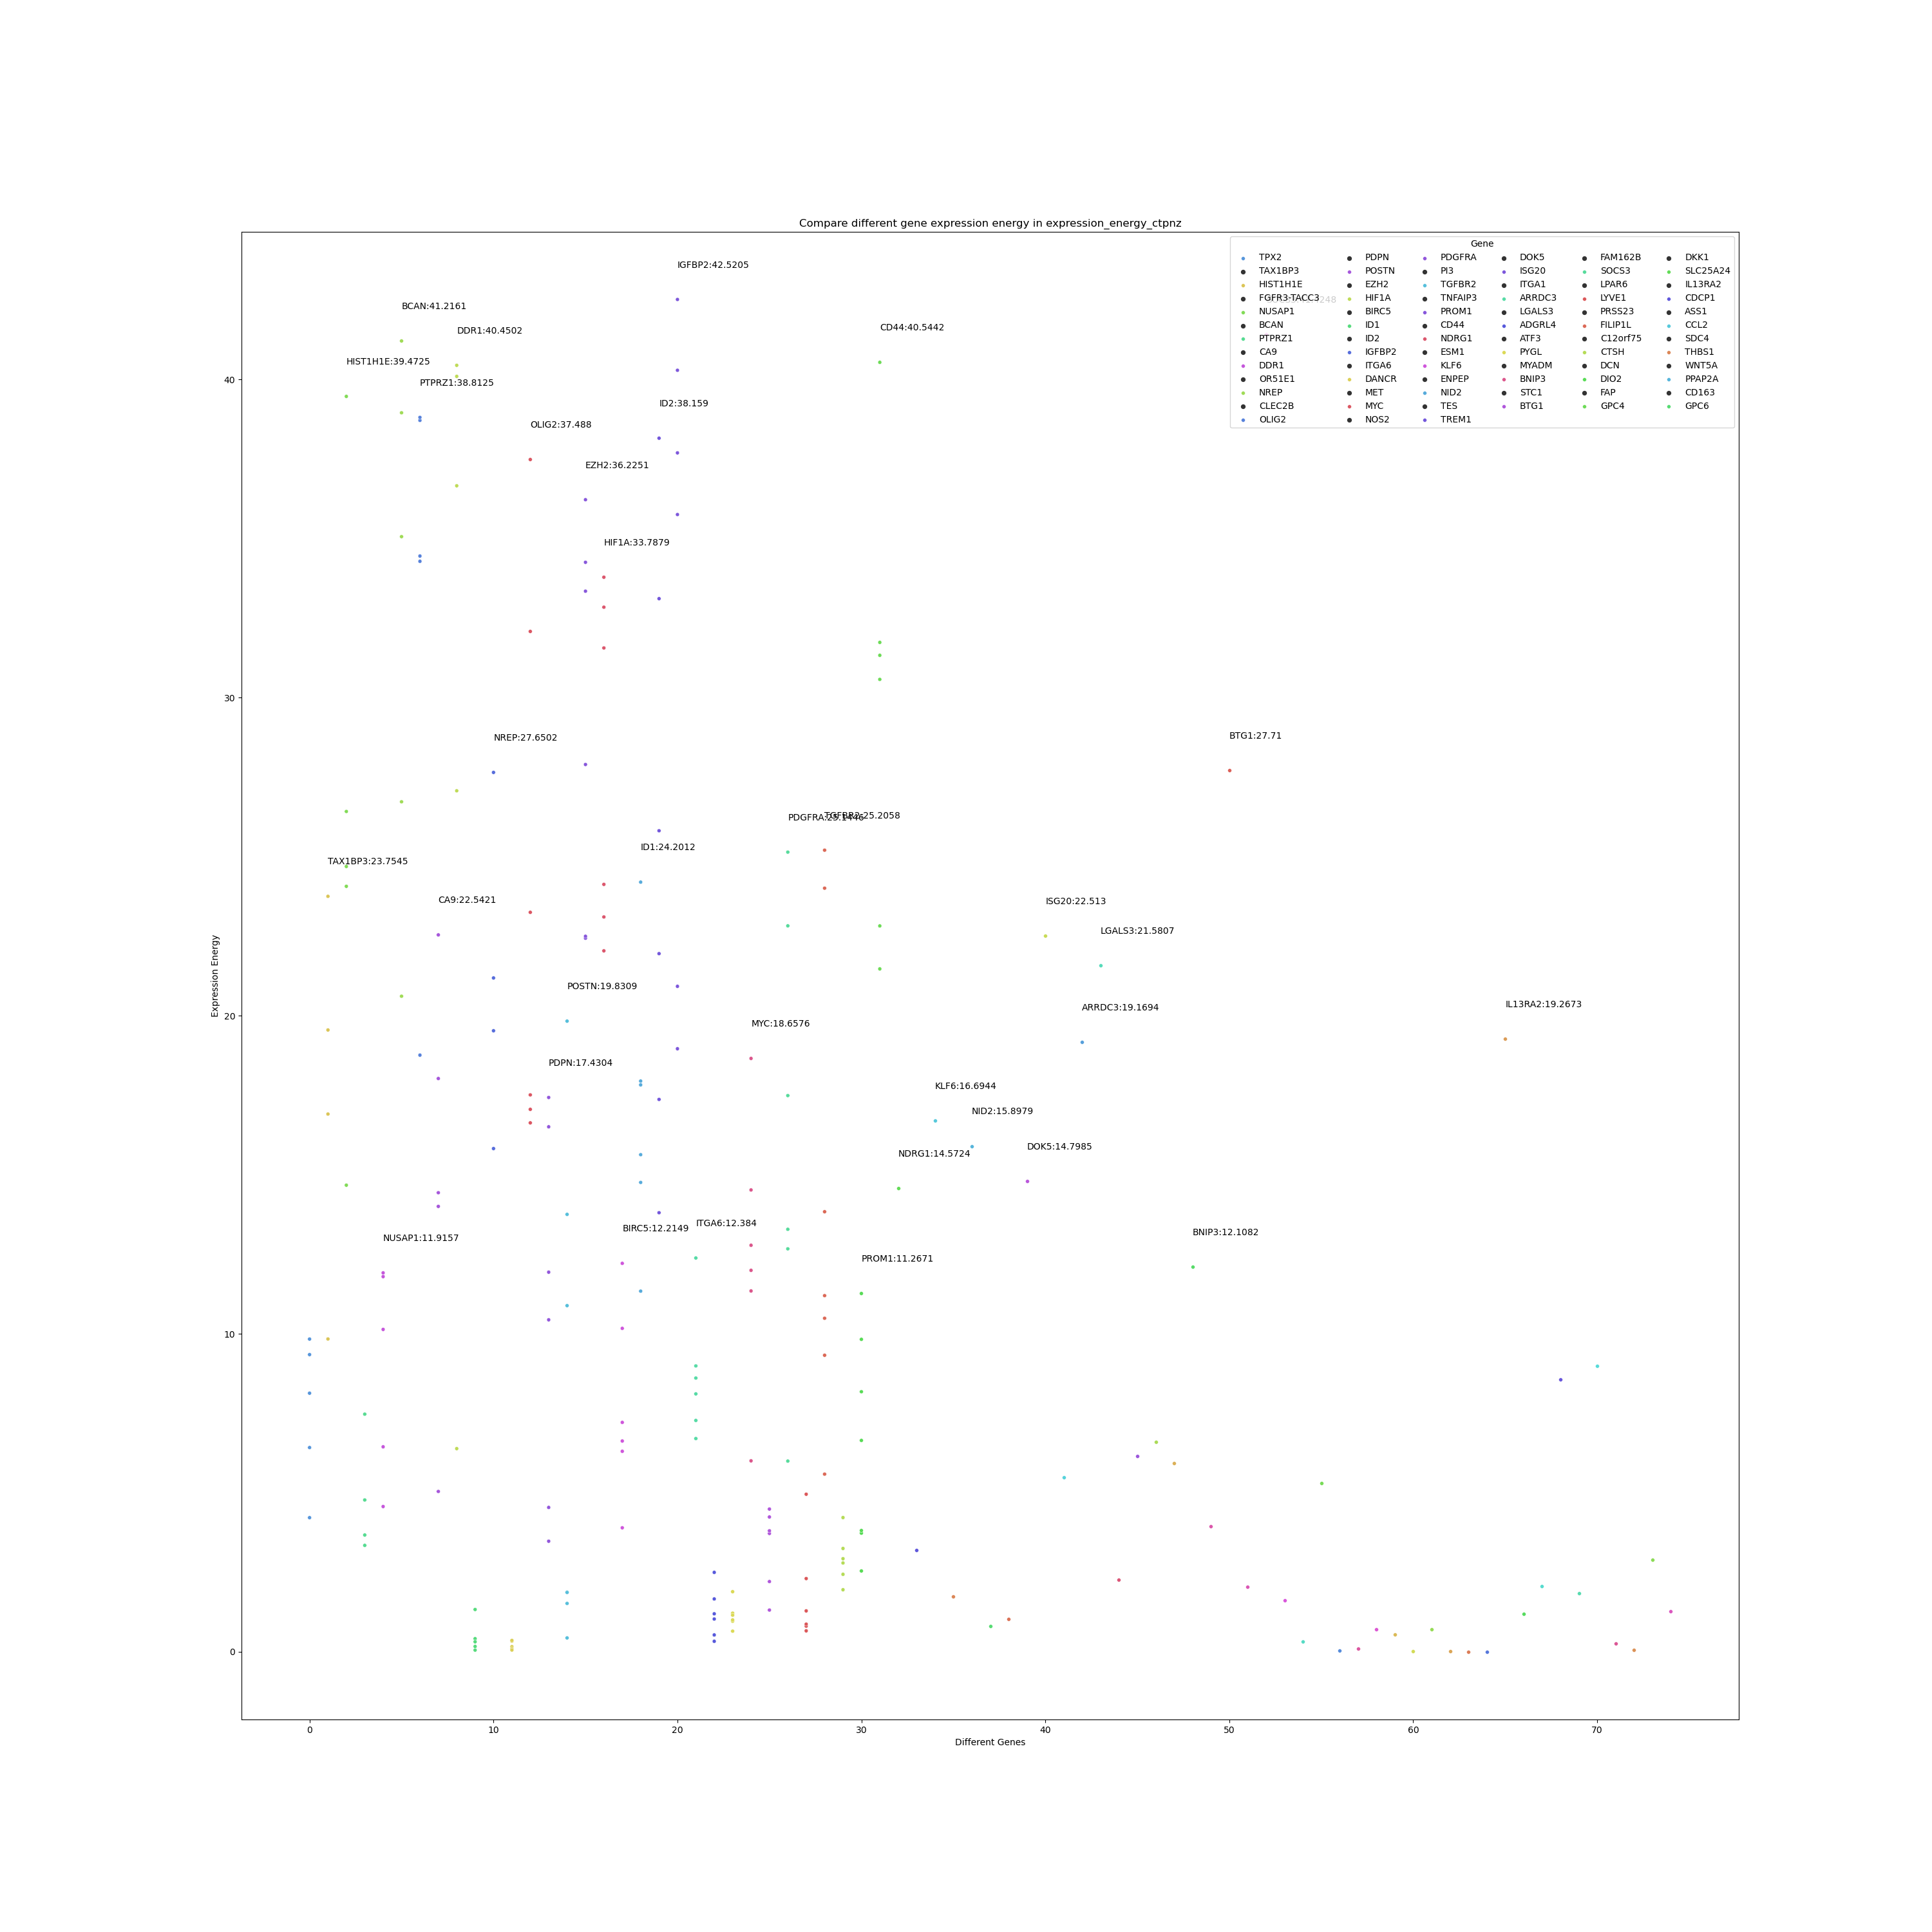 Compare different gene expression energy in expression_energy_ctpnz
Gene
TPX2 PDPN PDGFRA DOK5 FAM162B DKK1
TAX1BP3 POSTN PI3 ISG20 SOCS3 SLC25A24
HIST1H1E EZH2 TGFBR2 ITGA1 LPAR6 IL13RA2
FGFR3-TACC3 HIF1A TNFAIP3 ARRDC3 LYVE1 CDCP1
NUSAP1 BIRC5 PROM1 LGALS3 PRSS23 ASS1
BCAN ID1 CD44 ADGRL4 FILIP1L CCL2
PTPRZ1 ID2 NDRG1 ATF3 C12orf75 SDC4
CA9 IGFBP2 ESM1 PYGL CTSH THBS1
DDR1 ITGA6 KLF6 MYADM DCN WNT5A
OR51E1 DANCR ENPEP BNIP3 DIO2 PPAP2A
NREP MET NID2 STC1 FAP CD163
CLEC2B MYC TES BTG1 GPC4 GPC6
OLIG2 NOS2 TREM1
IGFBP2:42.5205
BCAN:41.2161
CD44:40.5442
DDR1:40.4502
HIST1H1E:39.4725
PTPRZ1:38.8125
ID2:38.159
OLIG2:37.488
EZH2:36.2251
HIF1A:33.7879
NREP:27.6502
BTG1:27.71
PDGFRA:25.1446
TGFBR2:25.2058
ID1:24.2012
TAX1BP3:23.7545
CA9:22.5421
ISG20:22.513
LGALS3:21.5807
POSTN:19.8309
ARRDC3:19.1694
IL13RA2:19.2673
MYC:18.6576
PDPN:17.4304
KLF6:16.6944
NID2:15.8979
NDRG1:14.5724
DOK5:14.7985
BIRC5:12.2149
ITGA6:12.384
NUSAP1:11.9157
BNIP3:12.1082
PROM1:11.2671
40
30
20
10
0
Expression Energy
0 10 20 30 40 50 60 70
Different Genes